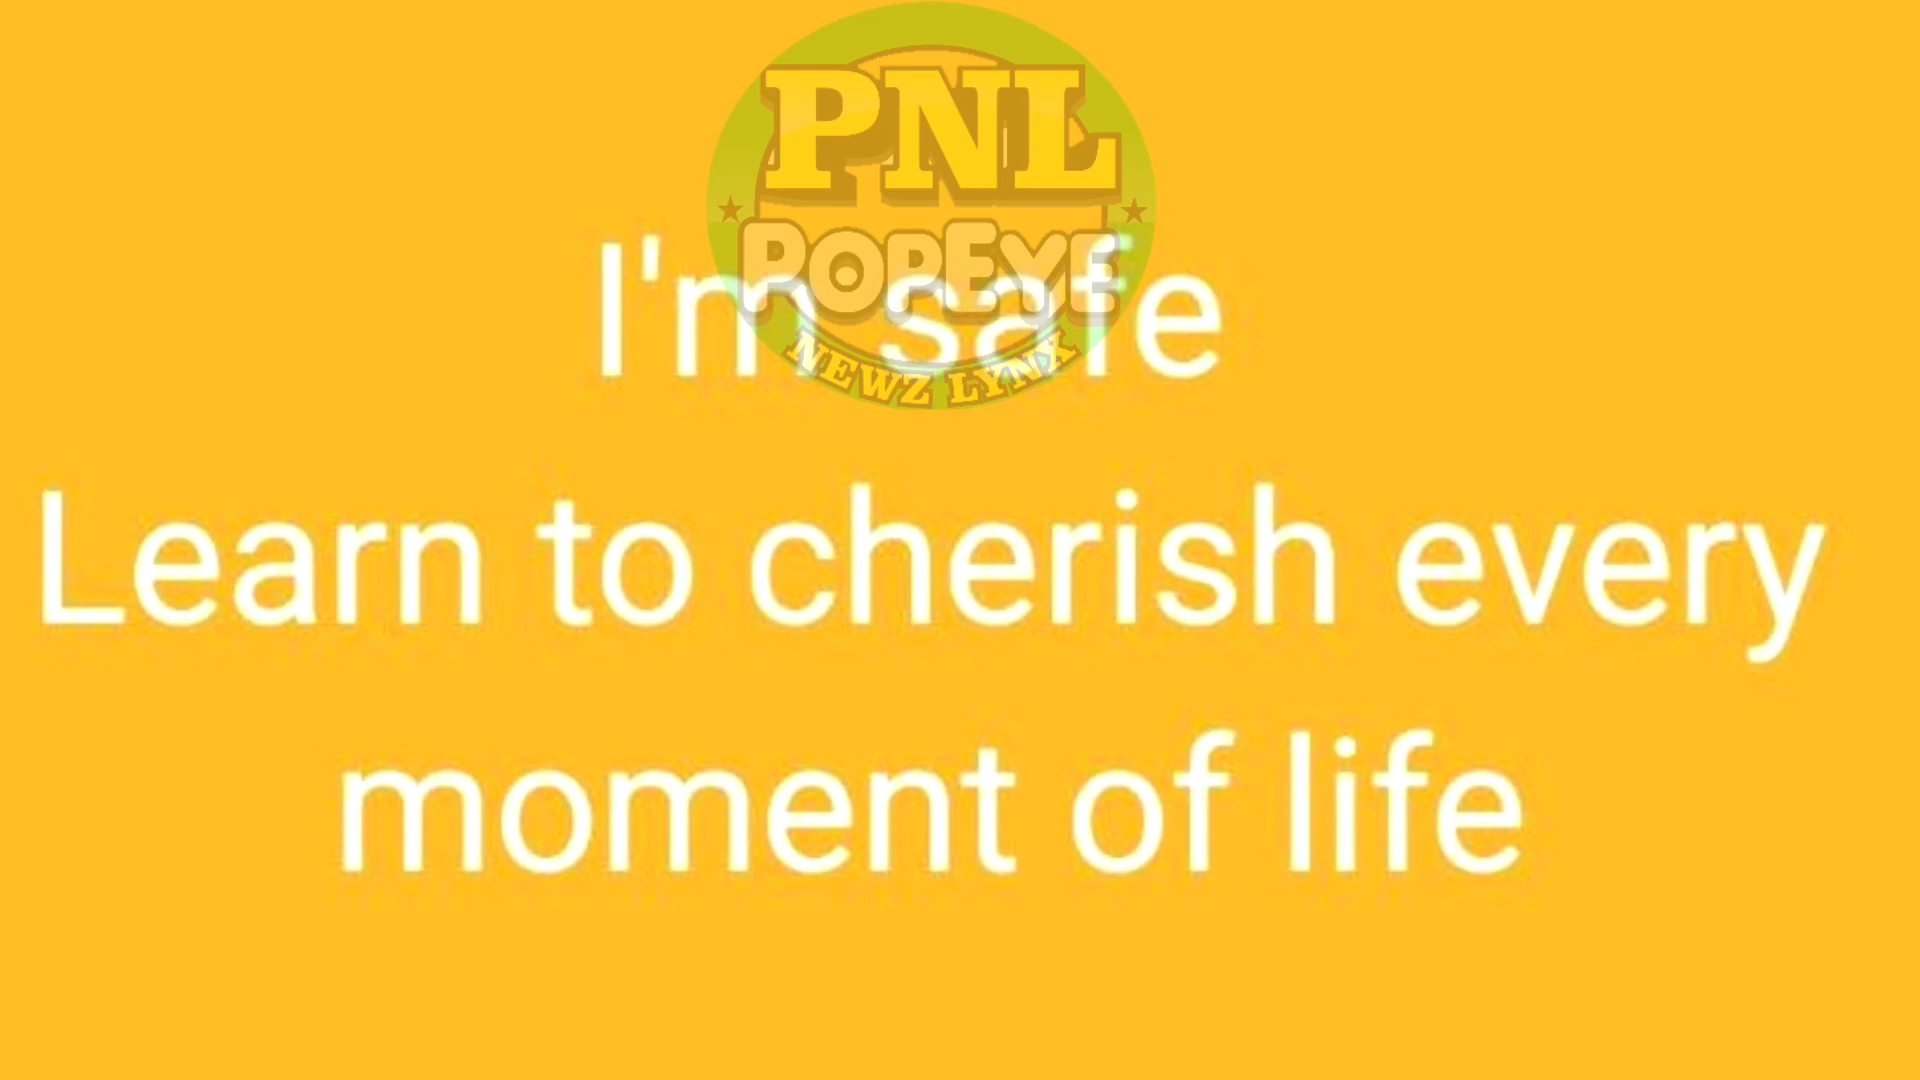 PNL
POPEYE
NEWZ LYNX
I'm safe
Learn to cherish every
moment of life